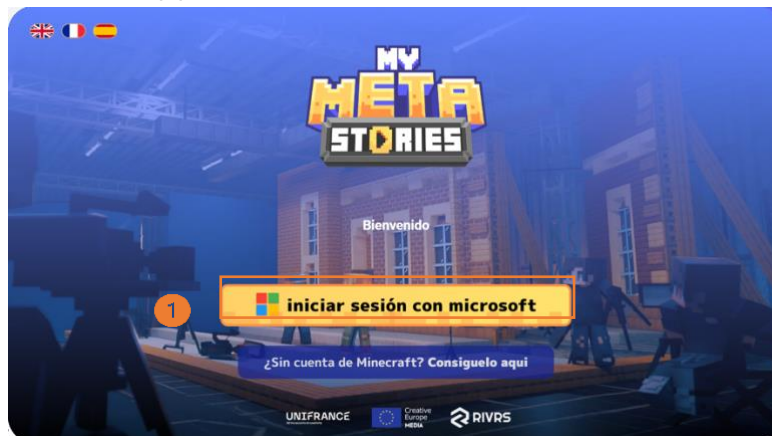 MY
META
STORIES
Bienvenido
1
iniciar sesión con microsoft
¿Sin cuenta de Minecraft? Consiguelo aqui
UNIFRANCE
Creative
Europe
MEDIA
RIVRS